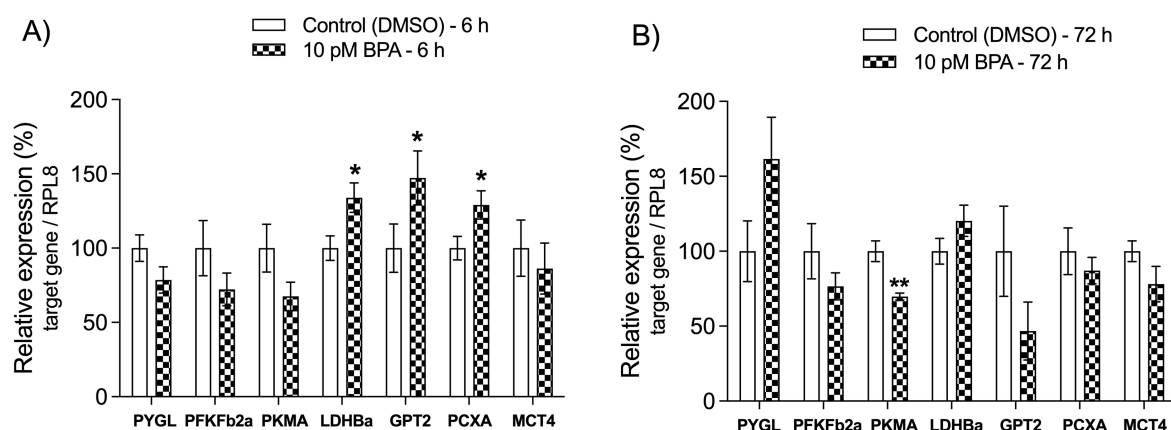 A)
Control (DMSO) - 6 h
10 pM BPA - 6 h
Relative expression (%)
target gene / RPL8
200
150
100
50
0
* * *
PYGL PFKFb2a PKMA LDHBa GPT2 PCXA MCT4
B)
Control (DMSO) - 72 h
10 pM BPA - 72 h
Relative expression (%)
target gene / RPL8
200
150
100
50
0
**
PYGL PFKFb2a PKMA LDHBa GPT2 PCXA MCT4